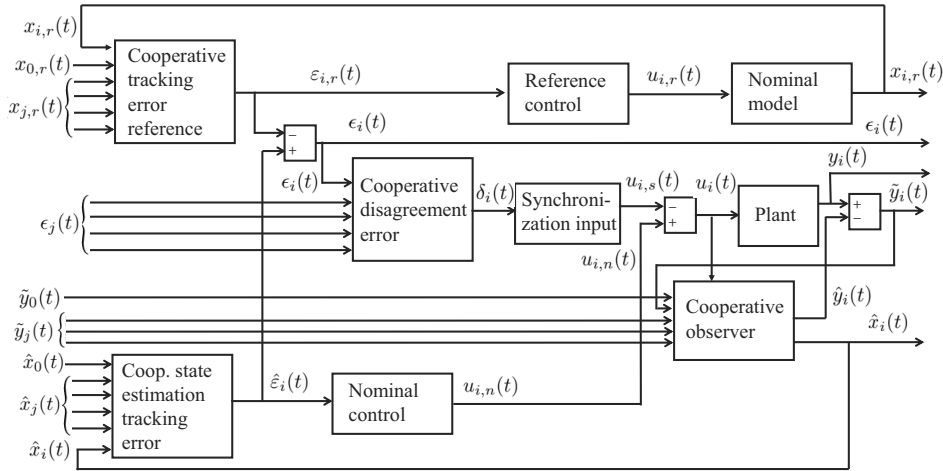 x_{i,r}(t)
x_{0,r}(t)
x_{j,r}(t)
Cooperative
tracking
error
reference
ε_{i,r}(t)
Reference
control
u_{i,r}(t)
Nominal
model
x_{i,r}(t)
−
+
ϵ_i(t)
ϵ_i(t)
ϵ_i(t)
ϵ_j(t)
Cooperative
disagreement
error
δ_i(t)
Synchroni-
zation input
u_{i,s}(t)
−
+
u_{i,n}(t)
u_i(t)
Plant
y_i(t)
+
−
ỹ_i(t)
ỹ_0(t)
ỹ_j(t)
Cooperative
observer
ŷ_i(t)
x̂_i(t)
x̂_0(t)
x̂_j(t)
x̂_i(t)
Coop. state
estimation
tracking
error
ε̂_i(t)
Nominal
control
u_{i,n}(t)